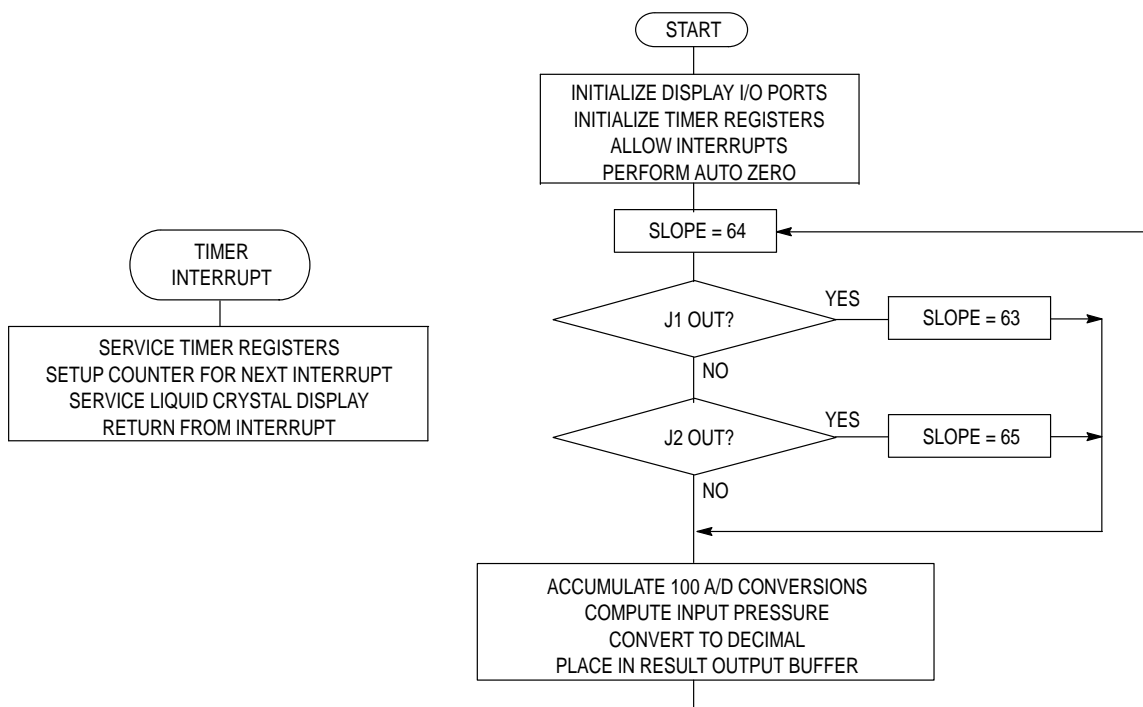 START
INITIALIZE DISPLAY I/O PORTS
INITIALIZE TIMER REGISTERS
ALLOW INTERRUPTS
PERFORM AUTO ZERO
SLOPE = 64
TIMER
INTERRUPT
SERVICE TIMER REGISTERS
SETUP COUNTER FOR NEXT INTERRUPT
SERVICE LIQUID CRYSTAL DISPLAY
RETURN FROM INTERRUPT
J1 OUT?
YES
SLOPE = 63
NO
J2 OUT?
YES
SLOPE = 65
NO
ACCUMULATE 100 A/D CONVERSIONS
COMPUTE INPUT PRESSURE
CONVERT TO DECIMAL
PLACE IN RESULT OUTPUT BUFFER